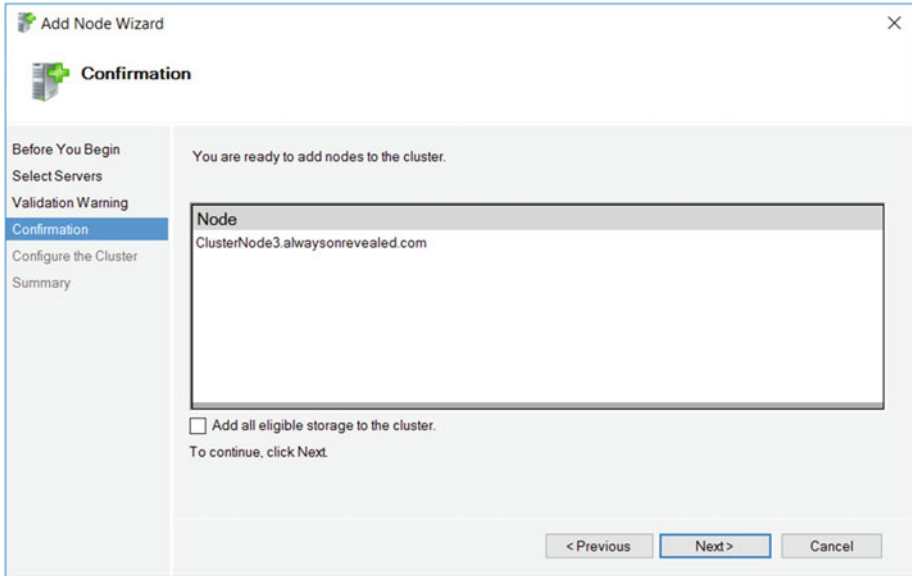 Add Node Wizard
Confirmation
Before You Begin
Select Servers
Validation Warning
Confirmation
Configure the Cluster
Summary
You are ready to add nodes to the cluster.
Node
ClusterNode3.alwaysonrevealed.com
Add all eligible storage to the cluster.
To continue, click Next.
< Previous
Next >
Cancel